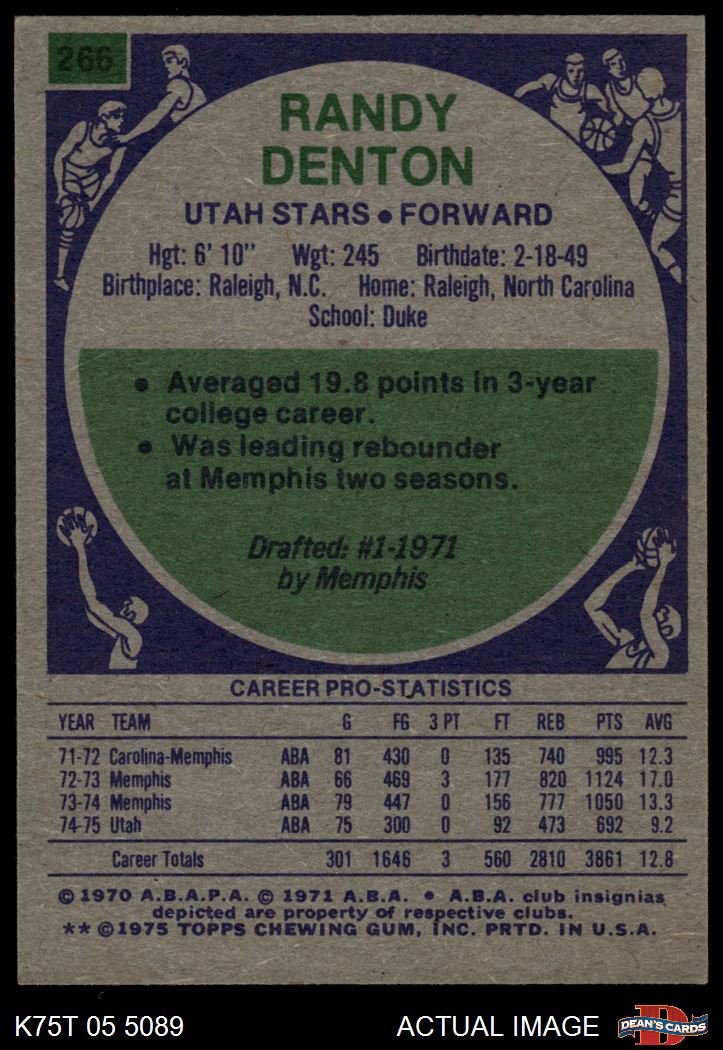 266
RANDY
DENTON
UTAH STARS • FORWARD
Hgt: 6' 10" Wgt: 245 Birthdate: 2-18-49
Birthplace: Raleigh, N.C. Home: Raleigh, North Carolina
School: Duke
• Averaged 19.8 points in 3-year
college career.
• Was leading rebounder
at Memphis two seasons.
Drafted: #1-1971
by Memphis
CAREER PRO-STATISTICS
YEAR TEAM G FG 3 PT FT REB PTS AVG
71-72 Carolina-Memphis ABA 81 430 0 135 740 995 12.3
72-73 Memphis ABA 66 469 3 177 820 1124 17.0
73-74 Memphis ABA 79 447 0 156 777 1050 13.3
74-75 Utah ABA 75 300 0 92 473 692 9.2
Career Totals 301 1646 3 560 2810 3861 12.8
© 1970 A.B.A.P.A. © 1971 A.B.A. • A.B.A. club insignias
depicted are property of respective clubs.
** © 1975 TOPPS CHEWING GUM, INC. PRTD. IN U.S.A.
K75T 05 5089 ACTUAL IMAGE
D
DEAN'S CARDS